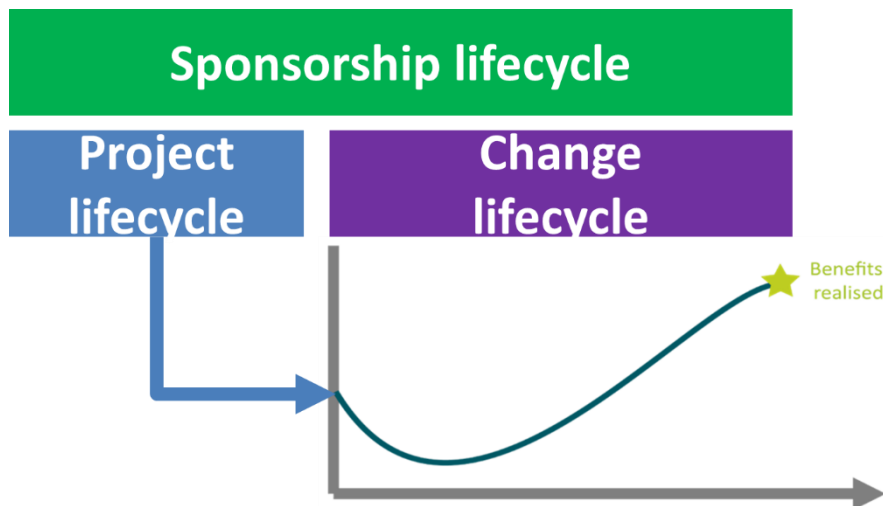 Sponsorship lifecycle
Project
lifecycle
Change
lifecycle
Benefits
realised